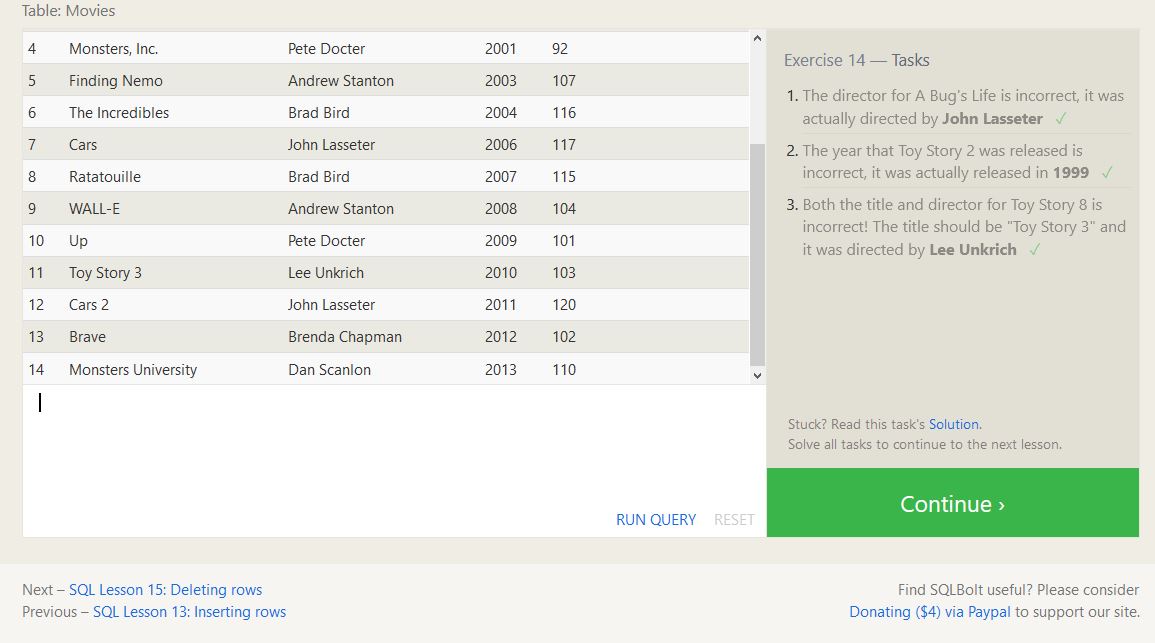 Table: Movies
4 Monsters, Inc. Pete Docter 2001 92
5 Finding Nemo Andrew Stanton 2003 107
6 The Incredibles Brad Bird 2004 116
7 Cars John Lasseter 2006 117
8 Ratatouille Brad Bird 2007 115
9 WALL-E Andrew Stanton 2008 104
10 Up Pete Docter 2009 101
11 Toy Story 3 Lee Unkrich 2010 103
12 Cars 2 John Lasseter 2011 120
13 Brave Brenda Chapman 2012 102
14 Monsters University Dan Scanlon 2013 110
RUN QUERY RESET
Exercise 14 — Tasks
1. The director for A Bug's Life is incorrect, it was
actually directed by John Lasseter ✓
2. The year that Toy Story 2 was released is
incorrect, it was actually released in 1999 ✓
3. Both the title and director for Toy Story 8 is
incorrect! The title should be "Toy Story 3" and
it was directed by Lee Unkrich ✓
Stuck? Read this task's Solution.
Solve all tasks to continue to the next lesson.
Continue ›
Next – SQL Lesson 15: Deleting rows
Previous – SQL Lesson 13: Inserting rows
Find SQLBolt useful? Please consider
Donating ($4) via Paypal to support our site.